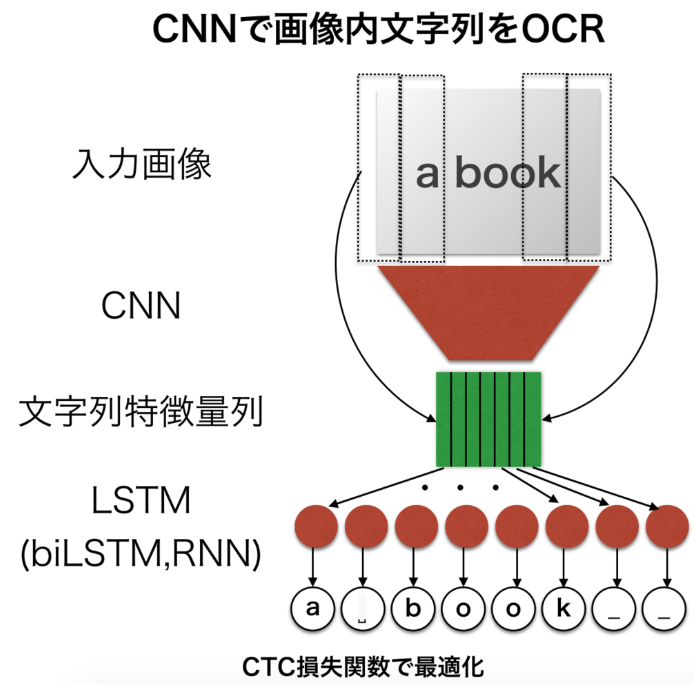 CNNで画像内文字列をOCR
入力画像
a book
CNN
文字列特徴量列
LSTM
(biLSTM,RNN)
. . .
a ␣ b o o k _ _
CTC損失関数で最適化